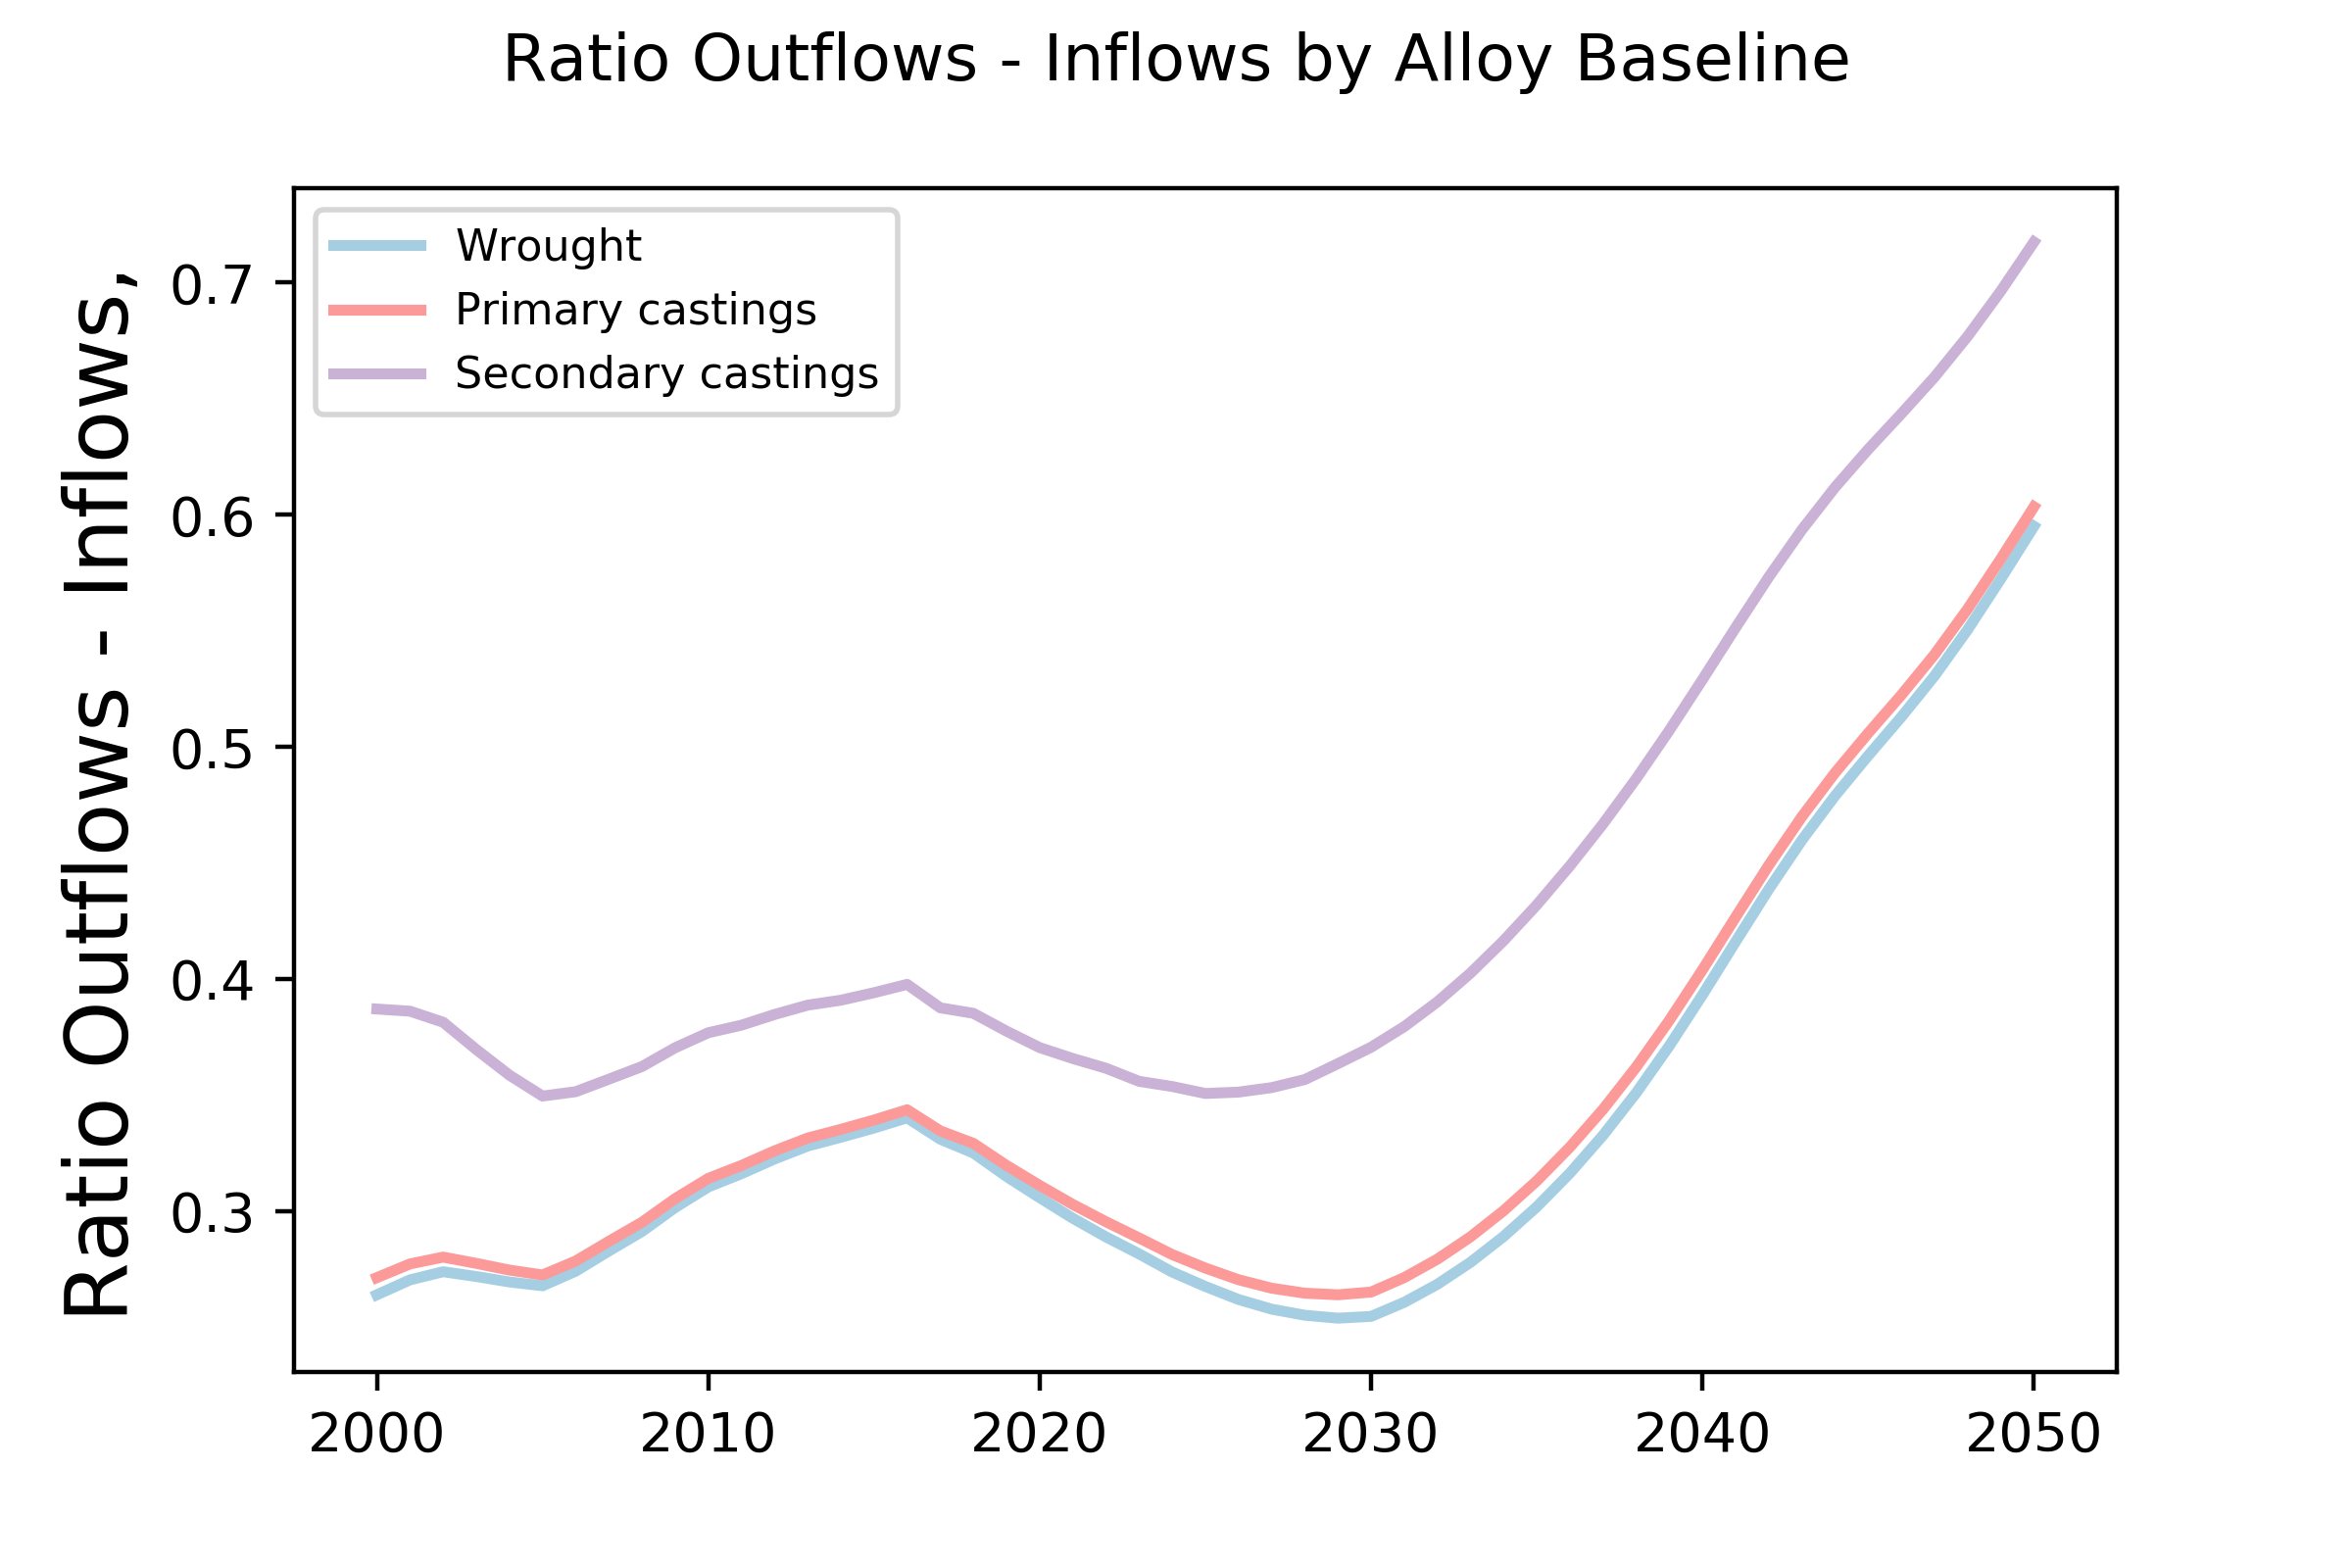 Ratio Outflows - Inflows by Alloy Baseline
Ratio Outflows - Inflows,
Wrought
Primary castings
Secondary castings
0.7
0.6
0.5
0.4
0.3
2000 2010 2020 2030 2040 2050